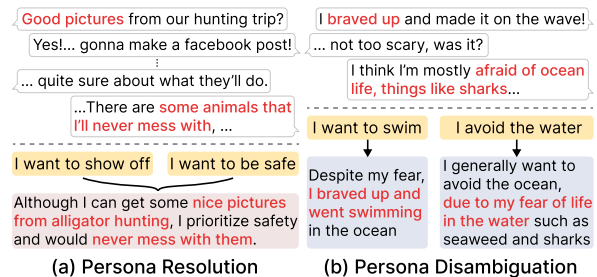 Good pictures from our hunting trip?
Yes!... gonna make a facebook post!
⋮
... quite sure about what they'll do.
...There are some animals that
I'll never mess with, ...
I want to show off
I want to be safe
Although I can get some nice pictures
from alligator hunting, I prioritize safety
and would never mess with them.
(a) Persona Resolution
I braved up and made it on the wave!
... not too scary, was it?
I think I'm mostly afraid of ocean
life, things like sharks...
I want to swim
I avoid the water
Despite my fear,
I braved up and
went swimming
in the ocean
I generally want to
avoid the ocean,
due to my fear of life
in the water such as
seaweed and sharks
(b) Persona Disambiguation